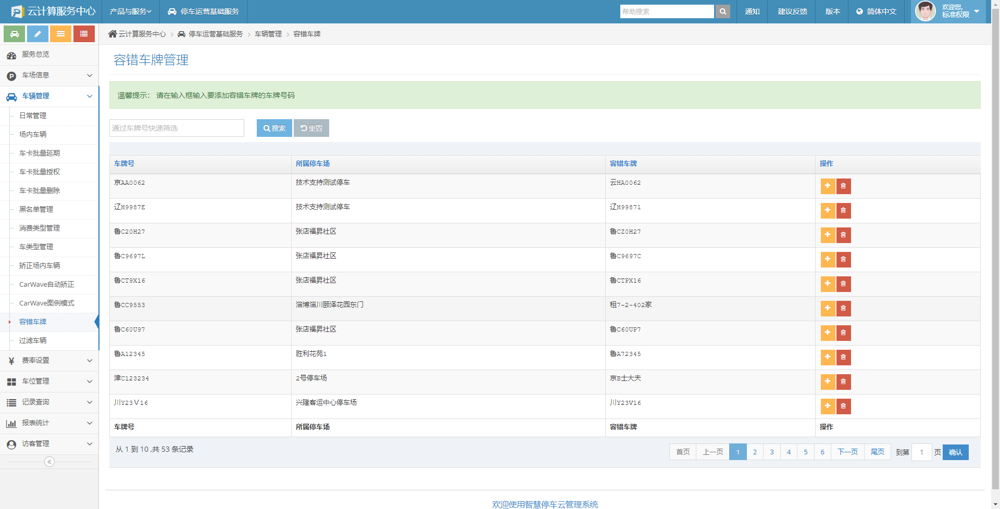 云计算服务中心 产品与服务 停车运营基础服务 帮助搜索 通知 建议反馈 版本 简体中文 欢迎您,
标准权限
云计算服务中心 停车运营基础服务 车辆管理 容错车牌
服务总览
车场信息
车辆管理
日常管理
场内车辆
车卡批量延期
车卡批量授权
车卡批量删除
黑名单管理
消费类型管理
车类型管理
矫正场内车辆
CarWave自动矫正
CarWave图例模式
容错车牌
过滤车辆
费率设置
车位管理
记录查询
报表统计
访客管理
容错车牌管理
温馨提示： 请在输入框输入要添加容错车牌的车牌号码
通过车牌号快速筛选 搜索 重置
车牌号 所属停车场 容错车牌 操作
京AA0062 技术支持测试停车 云HA0062
辽H9987E 技术支持测试停车 辽H99871
鲁C20H27 张店福昇社区 鲁CZ0H27
鲁C9697L 张店福昇社区 鲁C9697C
鲁CT9X16 张店福昇社区 鲁CTPX16
鲁CC9553 淄博淄川颐泽花园东门 租7-2-402家
鲁C60U97 张店福昇社区 鲁C60UP7
鲁A12345 胜利花苑1 鲁A72345
津C123234 2号停车场 京B士大夫
川Y23Ｖ16 兴隆客运中心停车场 川Y23V16
车牌号 所属停车场 容错车牌 操作
从 1 到 10 ,共 53 条记录 首页 上一页 1 2 3 4 5 6 下一页 尾页 到第 1 页 确认
欢迎使用智慧停车云管理系统